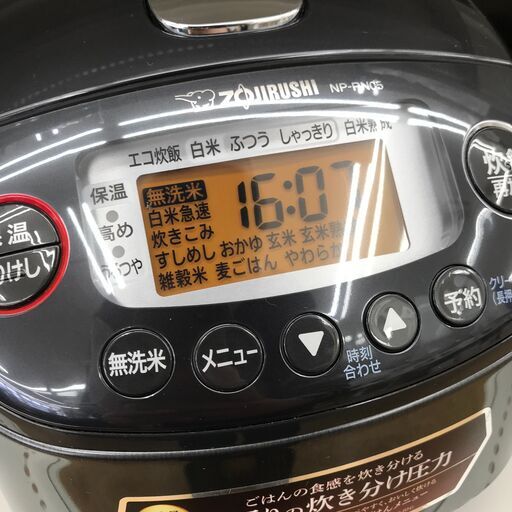 ZOJIRUSHI NP-RN05
エコ炊飯 白米 ふつう しゃっきり 白米熟成
保温
高め
ふつう
無洗米 16:07
白米急速
炊きこみ
すしめし おかゆ 玄米
雑穀米 麦ごはん やわらか
無洗米
メニュー
時刻
合わせ
予約
ごはんの食感を炊き分ける
の炊き分け圧力